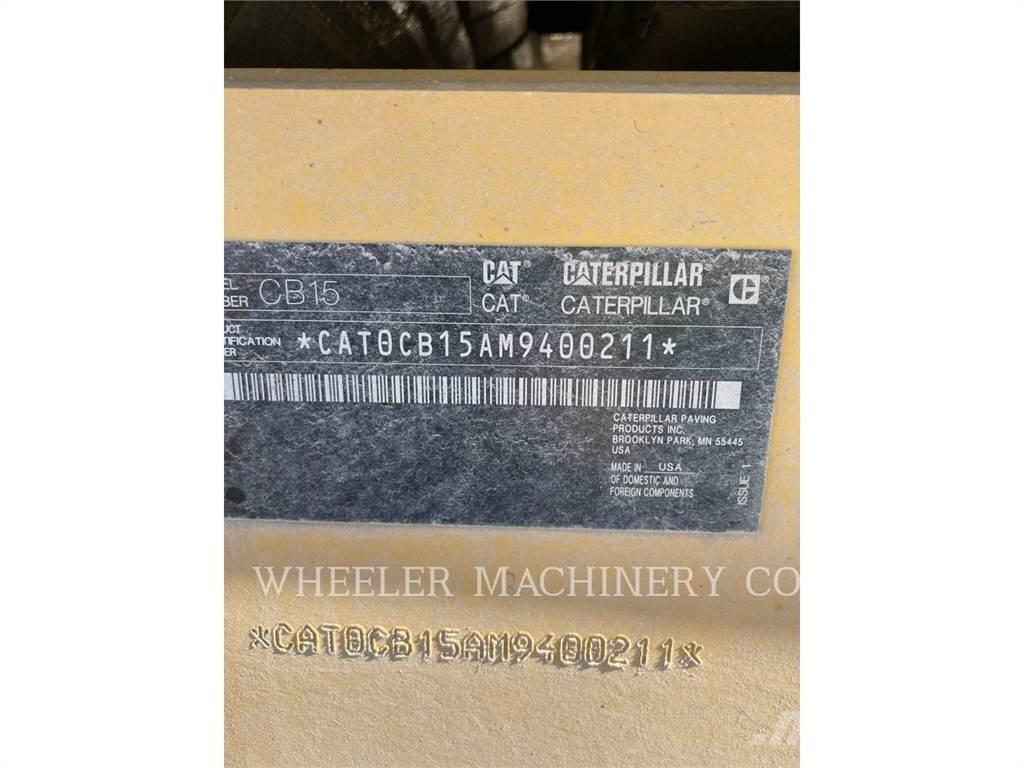 CB15
CAT® CATERPILLAR®
CAT® CATERPILLAR®
*CAT0CB15AM9400211*
CATERPILLAR PAVING
PRODUCTS INC.
BROOKLYN PARK, MN 55445
USA
MADE IN USA
OF DOMESTIC AND
FOREIGN COMPONENTS
ISSUE 1
WHEELER MACHINERY CO
*CAT0CB15AM9400211*